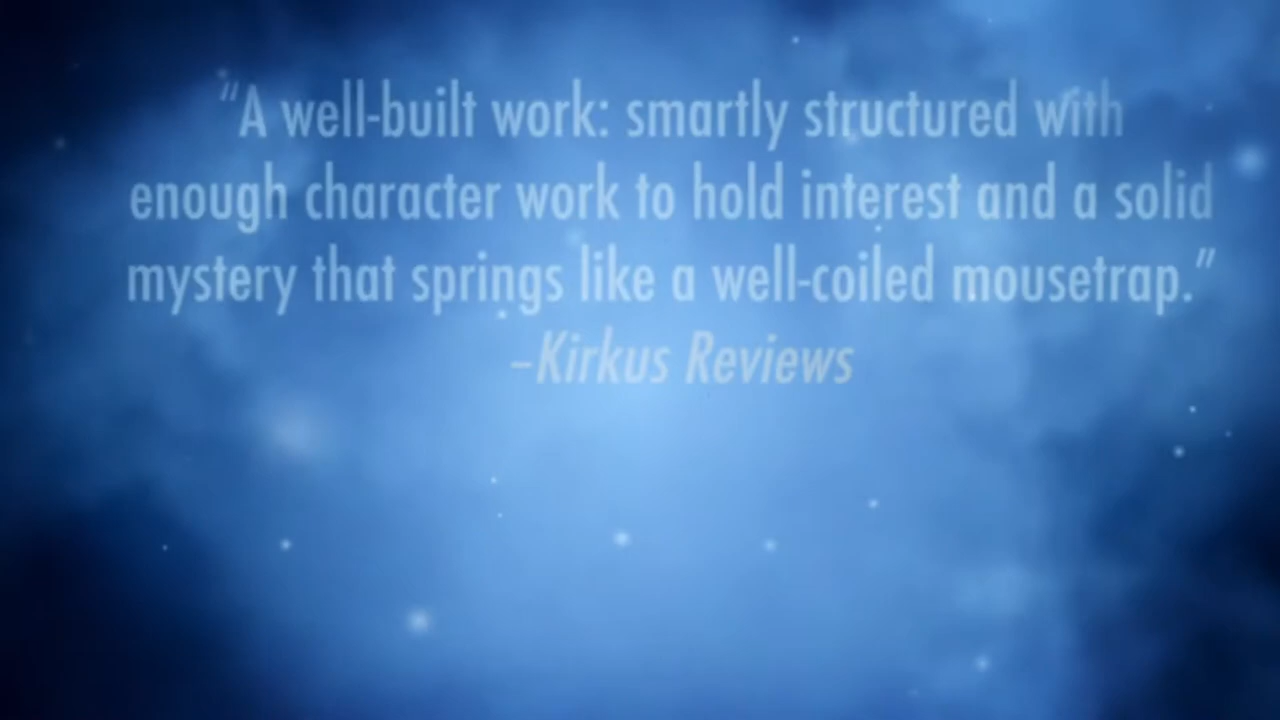 “A well-built work: smartly structured with
enough character work to hold interest and a solid
mystery that springs like a well-coiled mousetrap.”
–Kirkus Reviews